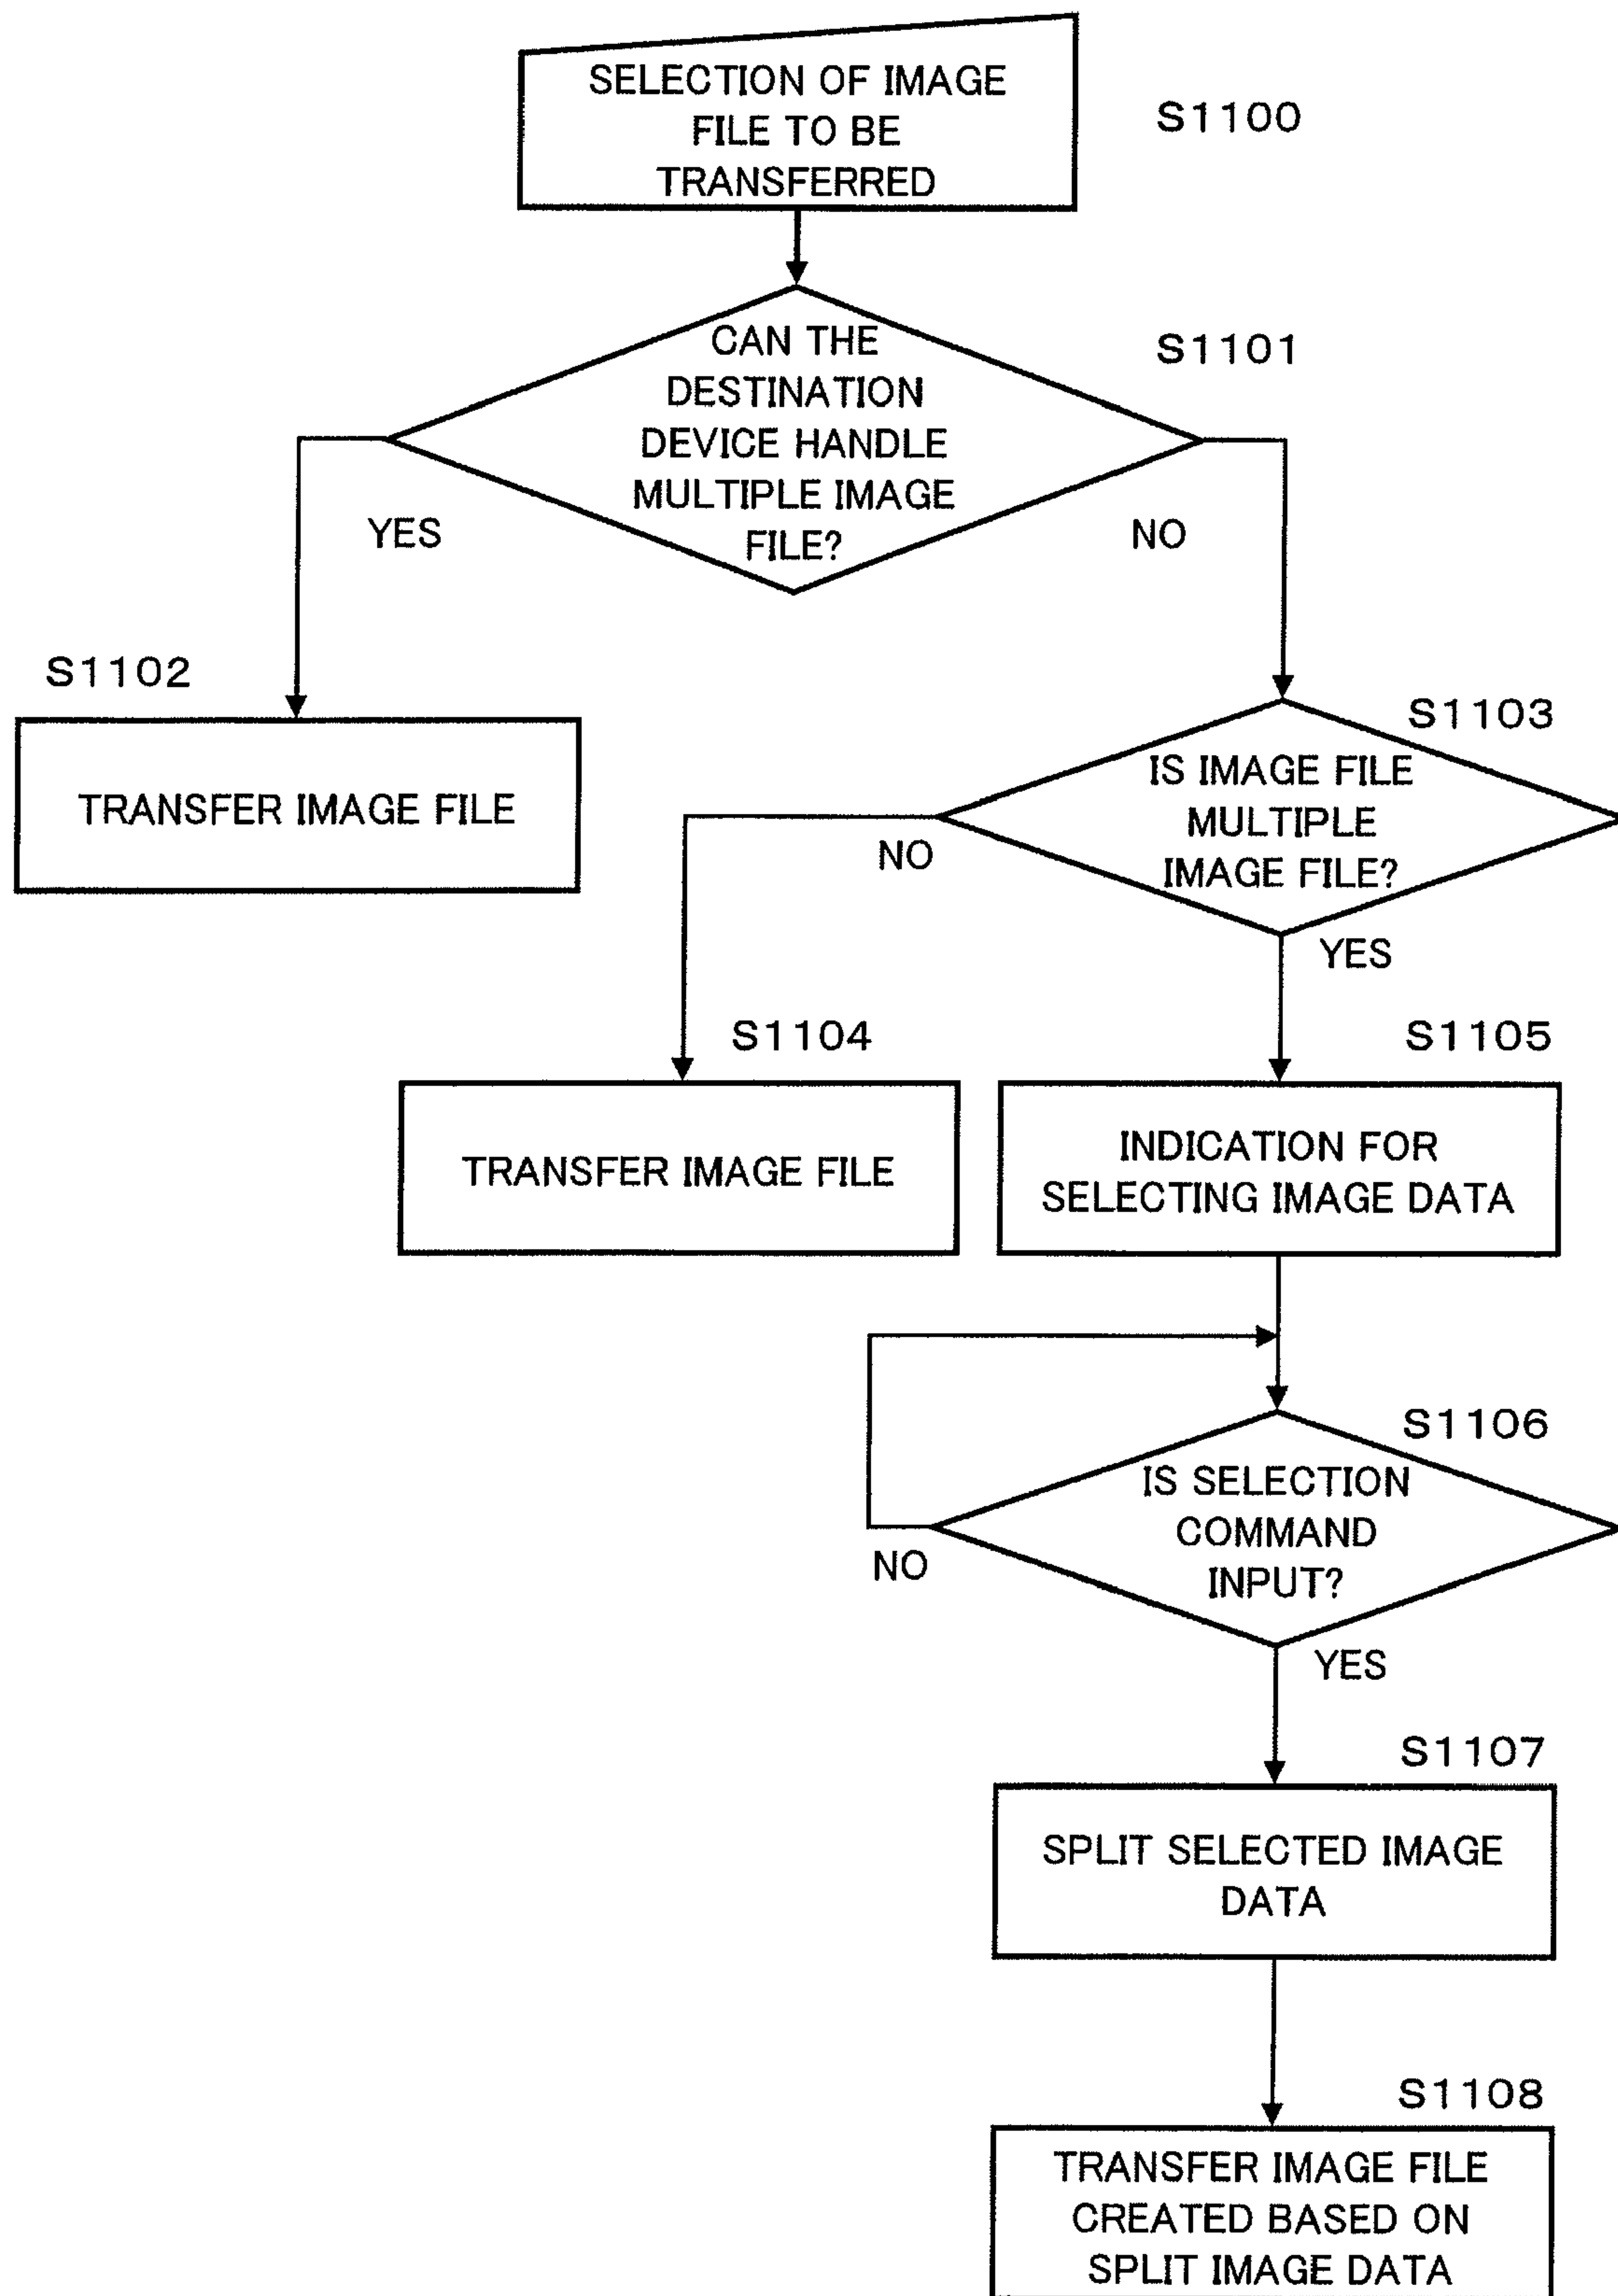 SELECTION OF IMAGE
FILE TO BE
TRANSFERRED
S1100
CAN THE
DESTINATION
DEVICE HANDLE
MULTIPLE IMAGE
FILE?
S1101
YES
NO
S1102
TRANSFER IMAGE FILE
S1103
IS IMAGE FILE
MULTIPLE
IMAGE FILE?
NO
YES
S1104
TRANSFER IMAGE FILE
S1105
INDICATION FOR
SELECTING IMAGE DATA
S1106
IS SELECTION
COMMAND
INPUT?
NO
YES
S1107
SPLIT SELECTED IMAGE
DATA
S1108
TRANSFER IMAGE FILE
CREATED BASED ON
SPLIT IMAGE DATA